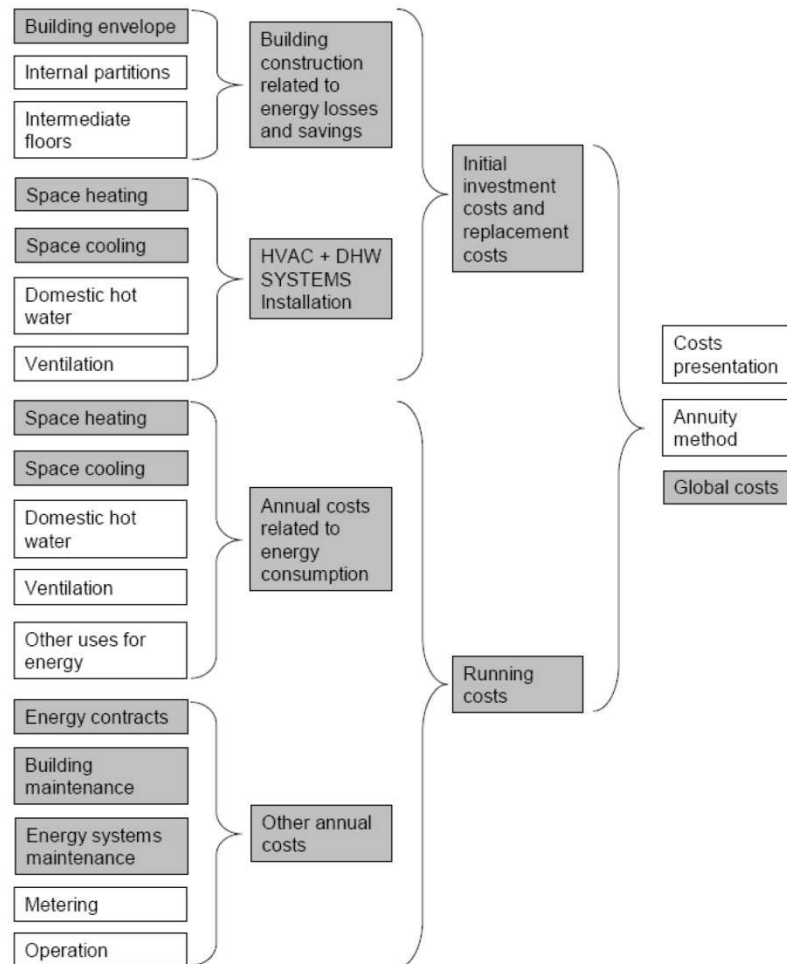 Building envelope
Internal partitions
Intermediate
floors
Space heating
Space cooling
Domestic hot
water
Ventilation
Space heating
Space cooling
Domestic hot
water
Ventilation
Other uses for
energy
Energy contracts
Building
maintenance
Energy systems
maintenance
Metering
Operation
Building
construction
related to
energy losses
and savings
HVAC + DHW
SYSTEMS
Installation
Annual costs
related to
energy
consumption
Other annual
costs
Initial
investment
costs and
replacement
costs
Running
costs
Costs
presentation
Annuity
method
Global costs